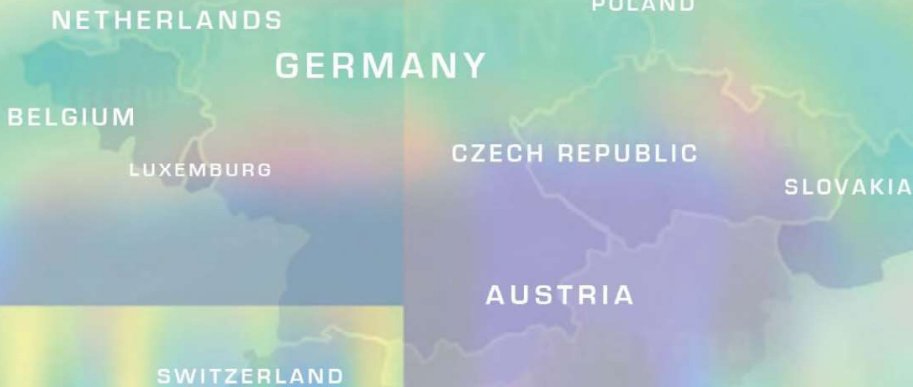 POLAND
NETHERLANDS
GERMANY
BELGIUM
CZECH REPUBLIC
LUXEMBURG
SLOVAKIA
AUSTRIA
SWITZERLAND